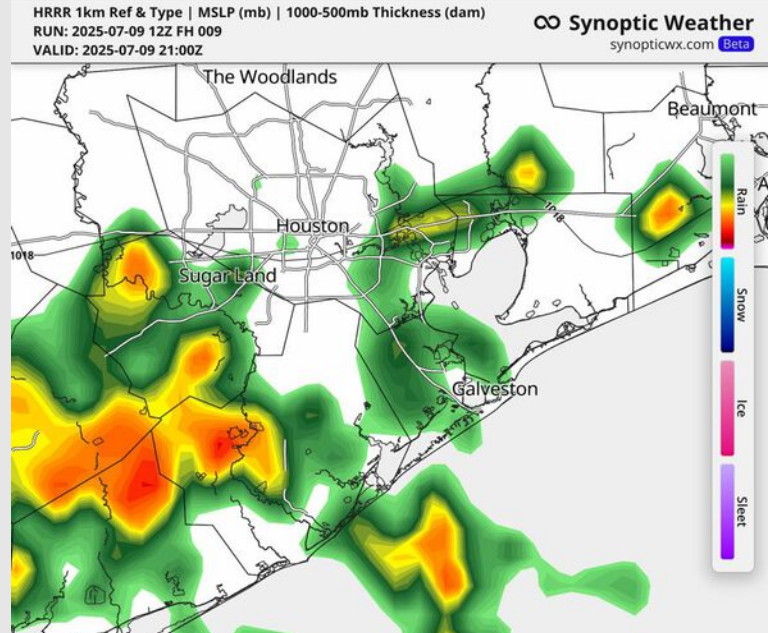 HRRR 1km Ref & Type | MSLP (mb) | 1000-500mb Thickness (dam)
RUN: 2025-07-09 12Z FH 009
VALID: 2025-07-09 21:00Z
Synoptic Weather
synopticwx.com Beta
The Woodlands
Beaumont
Rain
A
1018
Houston
1018
Sugar Land
Snow
Galveston
Ice
Sleet